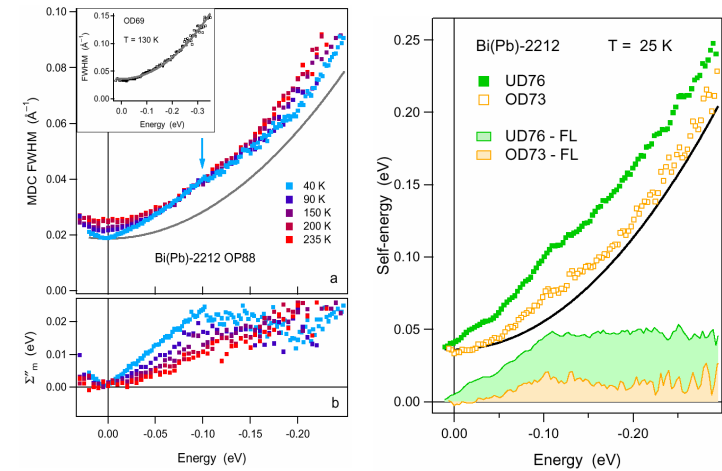 0.10
0.08
0.06
0.04
0.02
0.00
MDC FWHM (Å⁻¹)
0.15
0.10
0.05
0.00
FWHM (Å⁻¹)
OD69
T = 130 K
0.0
-0.1
-0.2
-0.3
Energy (eV)
40 K
90 K
150 K
200 K
235 K
Bi(Pb)-2212 OP88
a
0.02
0.01
0.00
Σ″m (eV)
b
0.00
-0.05
-0.10
-0.15
-0.20
Energy (eV)
0.25
0.20
0.15
0.10
0.05
0.00
Self-energy (eV)
Bi(Pb)-2212 T = 25 K
UD76
OD73
UD76 - FL
OD73 - FL
0.00
-0.10
-0.20
Energy (eV)